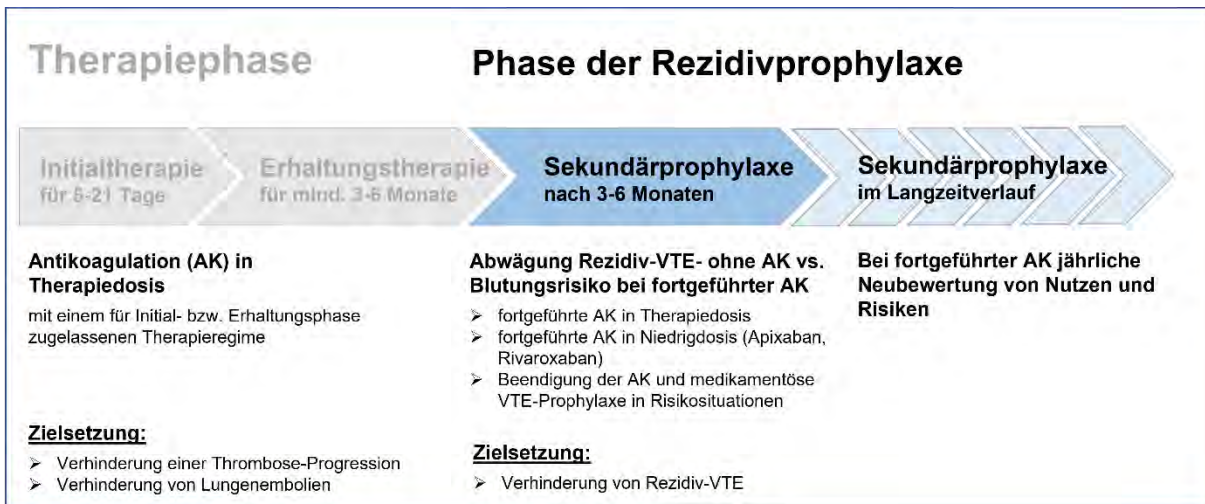 Therapiephase
Phase der Rezidivprophylaxe
Initialtherapie
für 5-21 Tage
Erhaltungstherapie
für mind. 3-6 Monate
Sekundärprophylaxe
nach 3-6 Monaten
Sekundärprophylaxe
im Langzeitverlauf
Antikoagulation (AK) in
Therapiedosis
mit einem für Initial- bzw. Erhaltungsphase
zugelassenen Therapieregime
Zielsetzung:
➢ Verhinderung einer Thrombose-Progression
➢ Verhinderung von Lungenembolien
Abwägung Rezidiv-VTE- ohne AK vs.
Blutungsrisiko bei fortgeführter AK
➢ fortgeführte AK in Therapiedosis
➢ fortgeführte AK in Niedrigdosis (Apixaban,
Rivaroxaban)
➢ Beendigung der AK und medikamentöse
VTE-Prophylaxe in Risikosituationen
Zielsetzung:
➢ Verhinderung von Rezidiv-VTE
Bei fortgeführter AK jährliche
Neubewertung von Nutzen und
Risiken